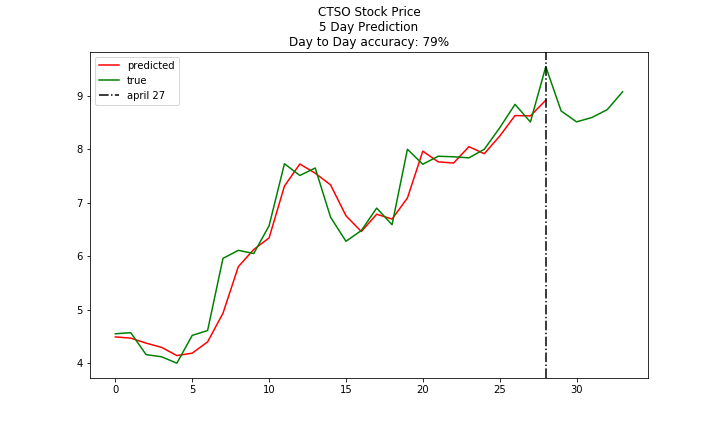 CTSO Stock Price
5 Day Prediction
Day to Day accuracy: 79%
predicted
true
april 27
9
8
7
6
5
4
0 5 10 15 20 25 30